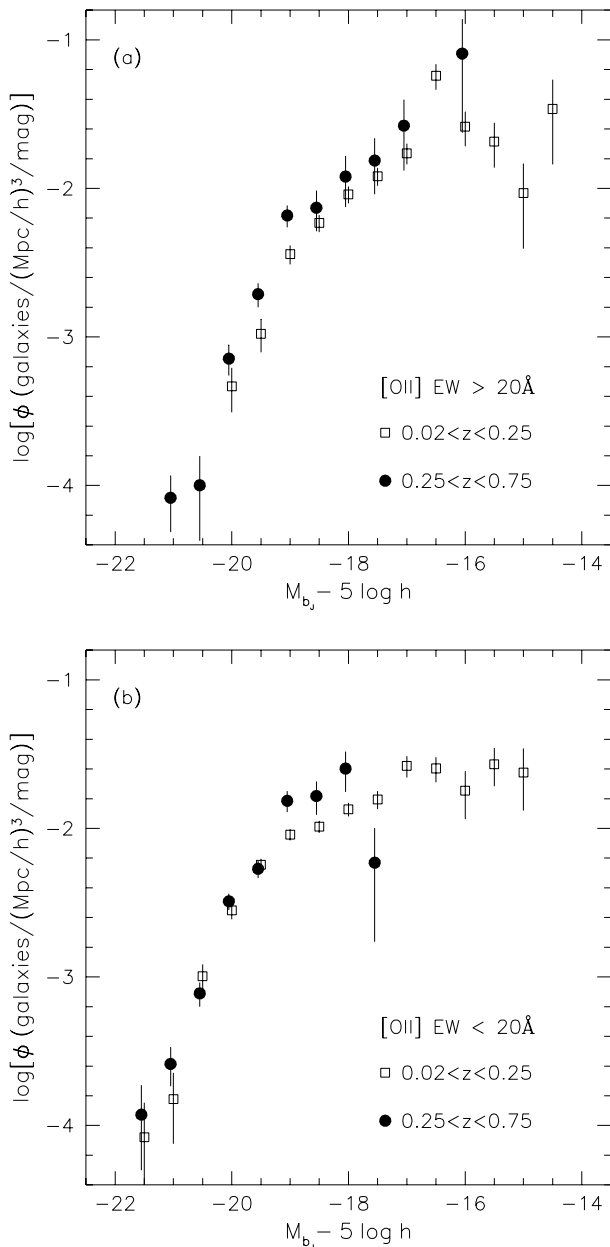 (a)
−1
−2
−3
−4
log[ϕ (galaxies/(Mpc/h)³/mag)]
[OII] EW > 20Å
0.02<z<0.25
0.25<z<0.75
−22 −20 −18 −16 −14
M_bJ − 5 log h
(b)
−1
−2
−3
−4
log[ϕ (galaxies/(Mpc/h)³/mag)]
[OII] EW < 20Å
0.02<z<0.25
0.25<z<0.75
−22 −20 −18 −16 −14
M_b − 5 log h